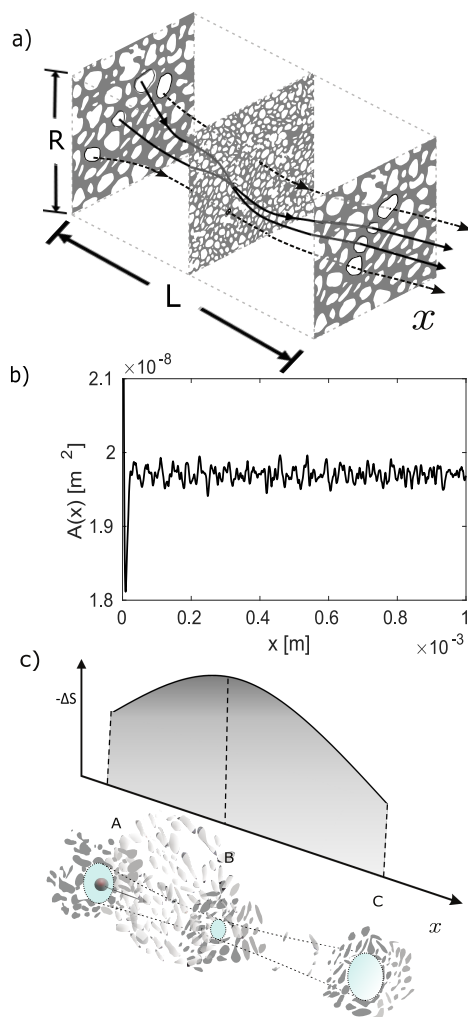 a)
R
L
x
b)
×10⁻⁸
2.1
2
1.9
1.8
A(x) [m ²]
0
0.2
0.4
0.6
0.8
1
x [m]
×10⁻³
c)
-ΔS
A
B
C
x